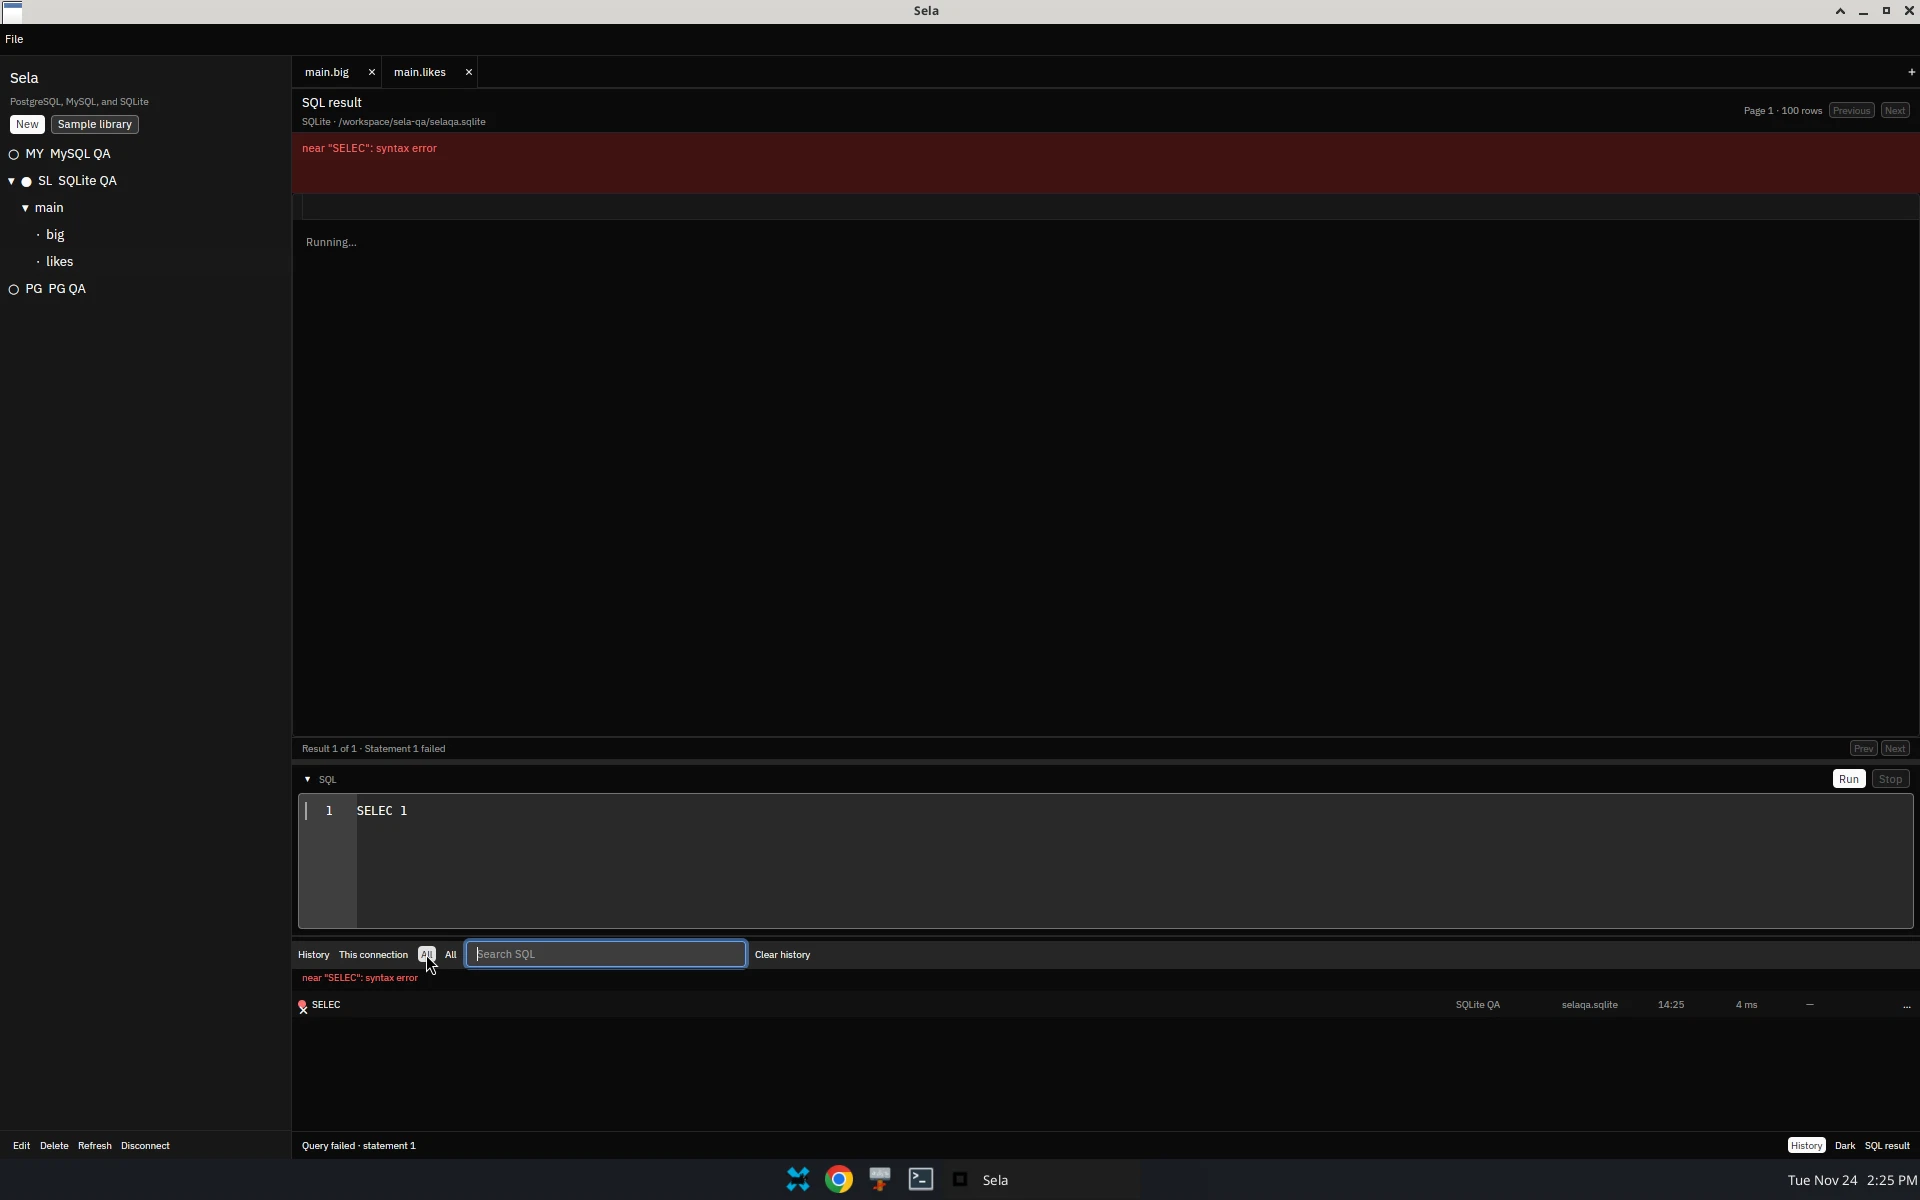 Sela
File
Sela
PostgreSQL, MySQL, and SQLite
New Sample library
MY MySQL QA
SL SQLite QA
main
· big
· likes
PG PG QA
Edit Delete Refresh Disconnect
main.big × main.likes × +
SQL result
SQLite · /workspace/sela-qa/selaqa.sqlite
Page 1 · 100 rows Previous Next
near "SELEC": syntax error
Running...
Result 1 of 1 · Statement 1 failed Prev Next
SQL Run Stop
1 SELEC 1
History This connection All All Search SQL Clear history
near "SELEC": syntax error
SELEC SQLite QA selaqa.sqlite 14:25 4 ms — ...
Query failed · statement 1 History Dark SQL result
Sela Tue Nov 24 2:25 PM